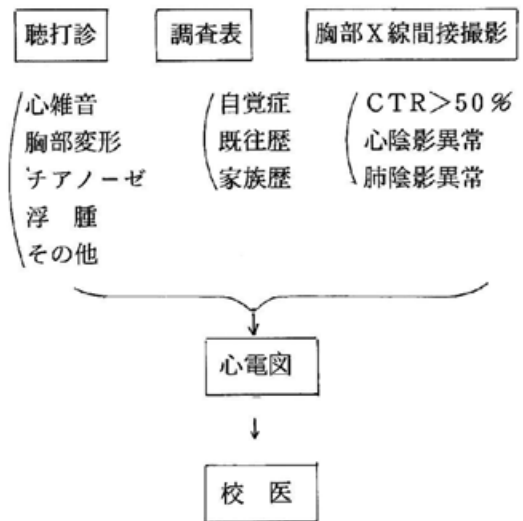 聴打診 調査表 胸部X線間接撮影
心雑音 自覚症 CTR>50%
胸部変形 既往歴 心陰影異常
チアノーゼ 家族歴 肺陰影異常
浮 腫
その他
心電図
校 医